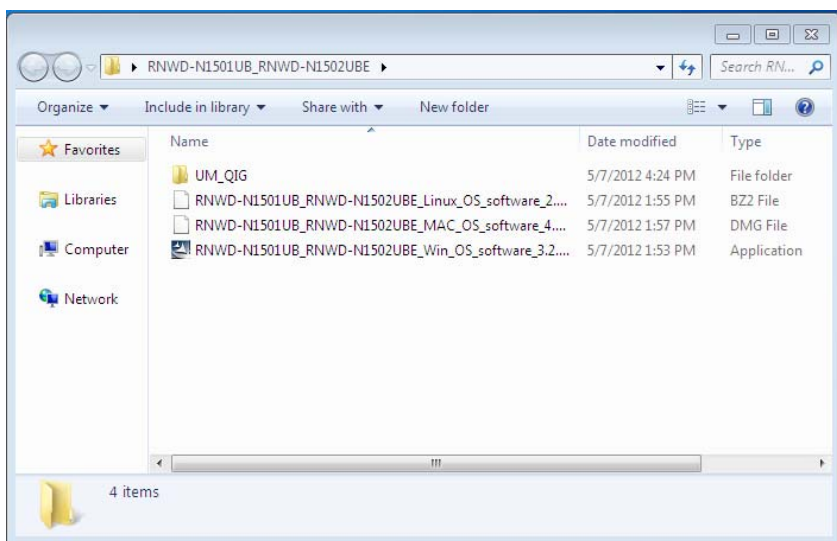 RNWD-N1501UB_RNWD-N1502UBE
Search RN...
Organize
Include in library
Share with
New folder
Favorites
Libraries
Computer
Network
Name Date modified Type
UM_QIG 5/7/2012 4:24 PM File folder
RNWD-N1501UB_RNWD-N1502UBE_Linux_OS_software_2.... 5/7/2012 1:55 PM BZ2 File
RNWD-N1501UB_RNWD-N1502UBE_MAC_OS_software_4.... 5/7/2012 1:57 PM DMG File
RNWD-N1501UB_RNWD-N1502UBE_Win_OS_software_3.2.... 5/7/2012 1:53 PM Application
4 items